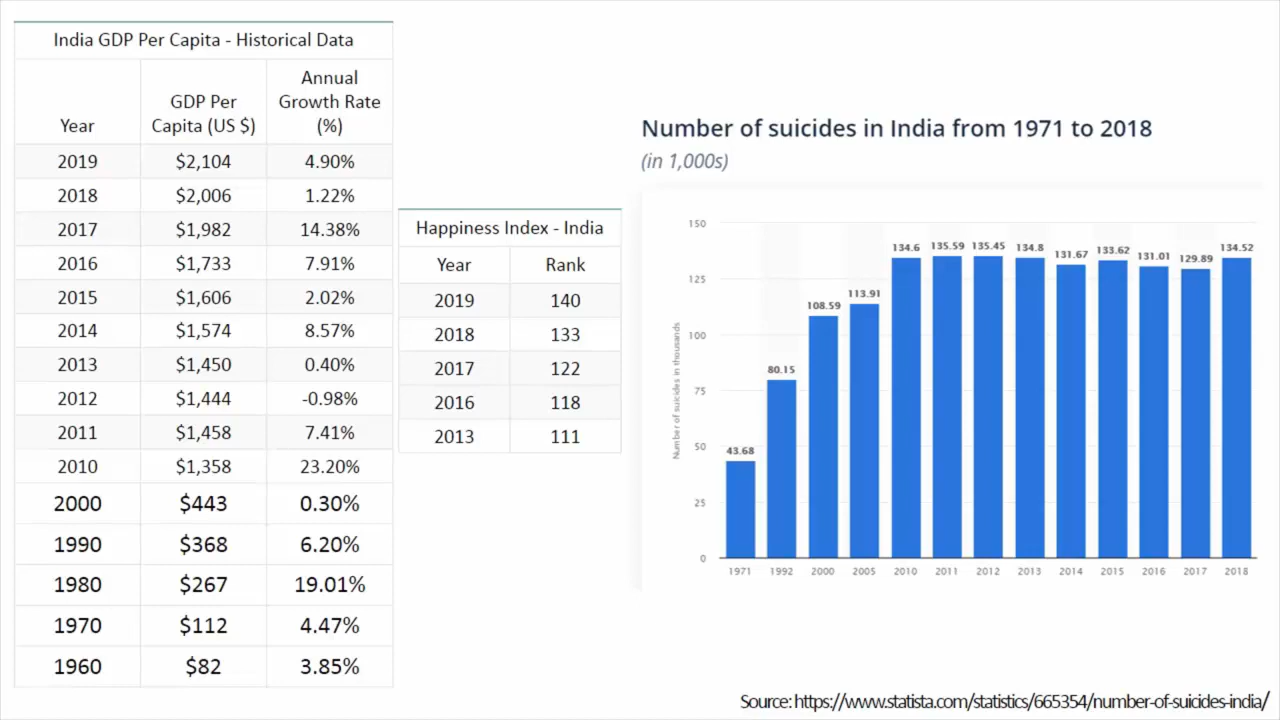 India GDP Per Capita - Historical Data
Year GDP Per Capita (US $) Annual Growth Rate (%)
2019 $2,104 4.90%
2018 $2,006 1.22%
2017 $1,982 14.38%
2016 $1,733 7.91%
2015 $1,606 2.02%
2014 $1,574 8.57%
2013 $1,450 0.40%
2012 $1,444 -0.98%
2011 $1,458 7.41%
2010 $1,358 23.20%
2000 $443 0.30%
1990 $368 6.20%
1980 $267 19.01%
1970 $112 4.47%
1960 $82 3.85%
Happiness Index - India
Year Rank
2019 140
2018 133
2017 122
2016 118
2013 111
Number of suicides in India from 1971 to 2018
(in 1,000s)
Number of suicides in thousands
150
125
100
75
50
25
0
43.68 80.15 108.59 113.91 134.6 135.59 135.45 134.8 131.67 133.62 131.01 129.89 134.52
1971 1992 2000 2005 2010 2011 2012 2013 2014 2015 2016 2017 2018
Source: https://www.statista.com/statistics/665354/number-of-suicides-india/